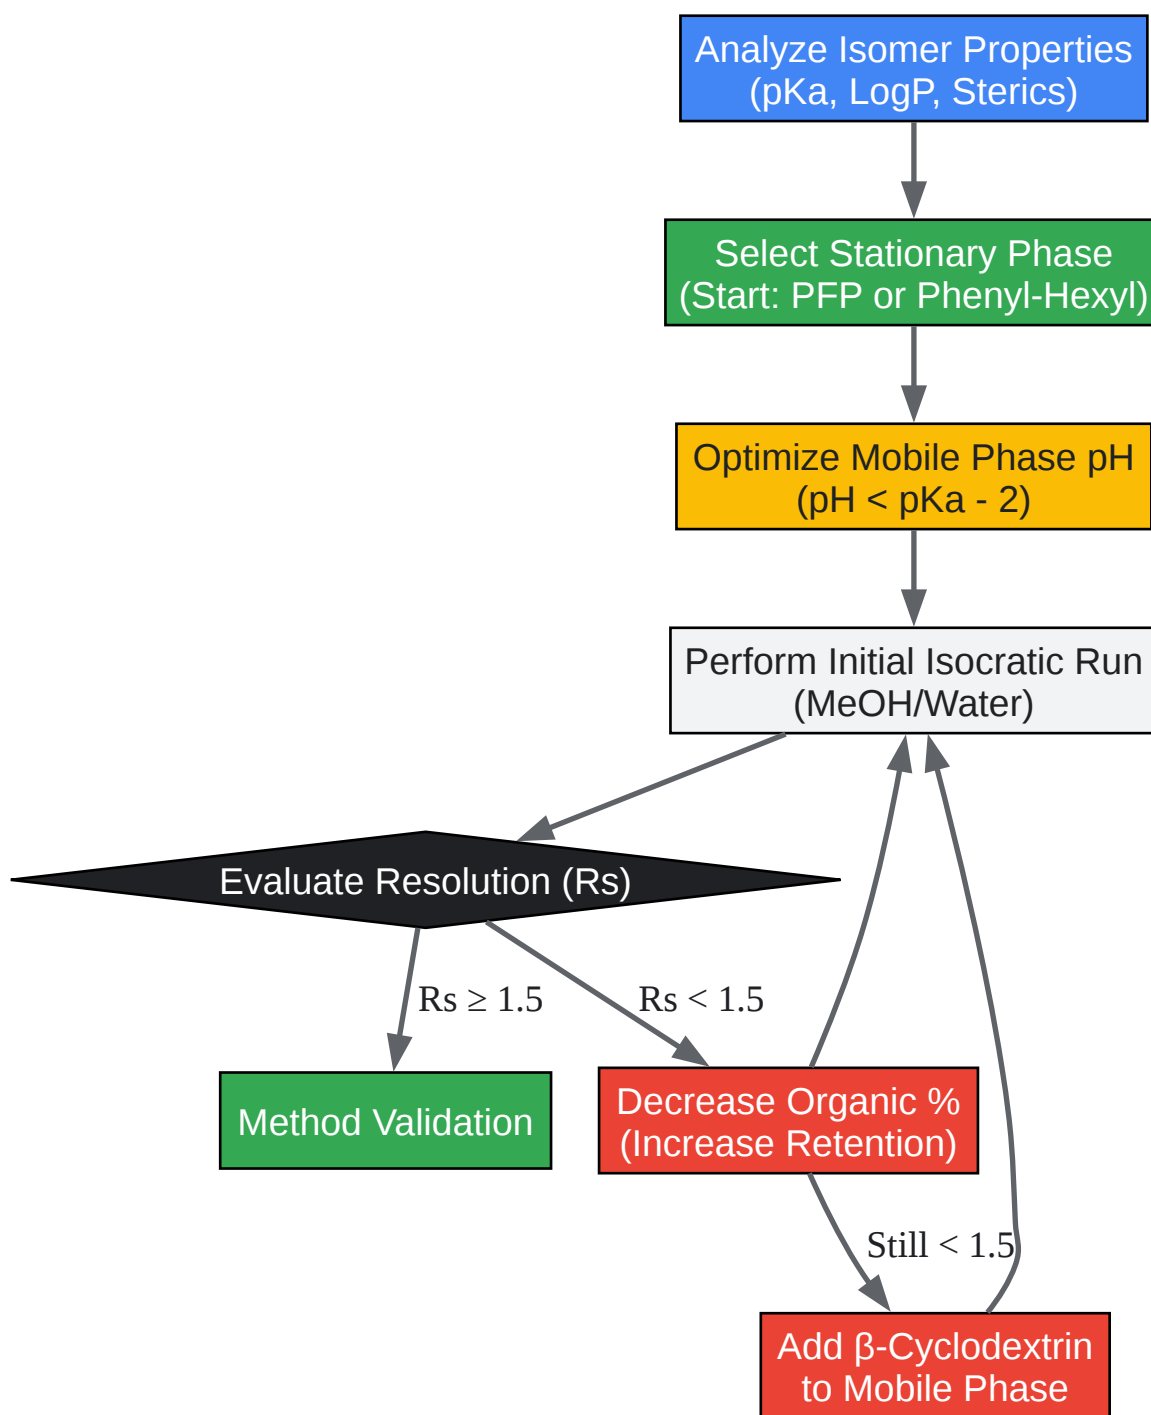 Analyze Isomer Properties
(pKa, LogP, Sterics)
Select Stationary Phase
(Start: PFP or Phenyl-Hexyl)
Optimize Mobile Phase pH
(pH < pKa - 2)
Perform Initial Isocratic Run
(MeOH/Water)
Evaluate Resolution (Rs)
Rs ≥ 1.5
Rs < 1.5
Method Validation
Decrease Organic %
(Increase Retention)
Still < 1.5
Add β-Cyclodextrin
to Mobile Phase